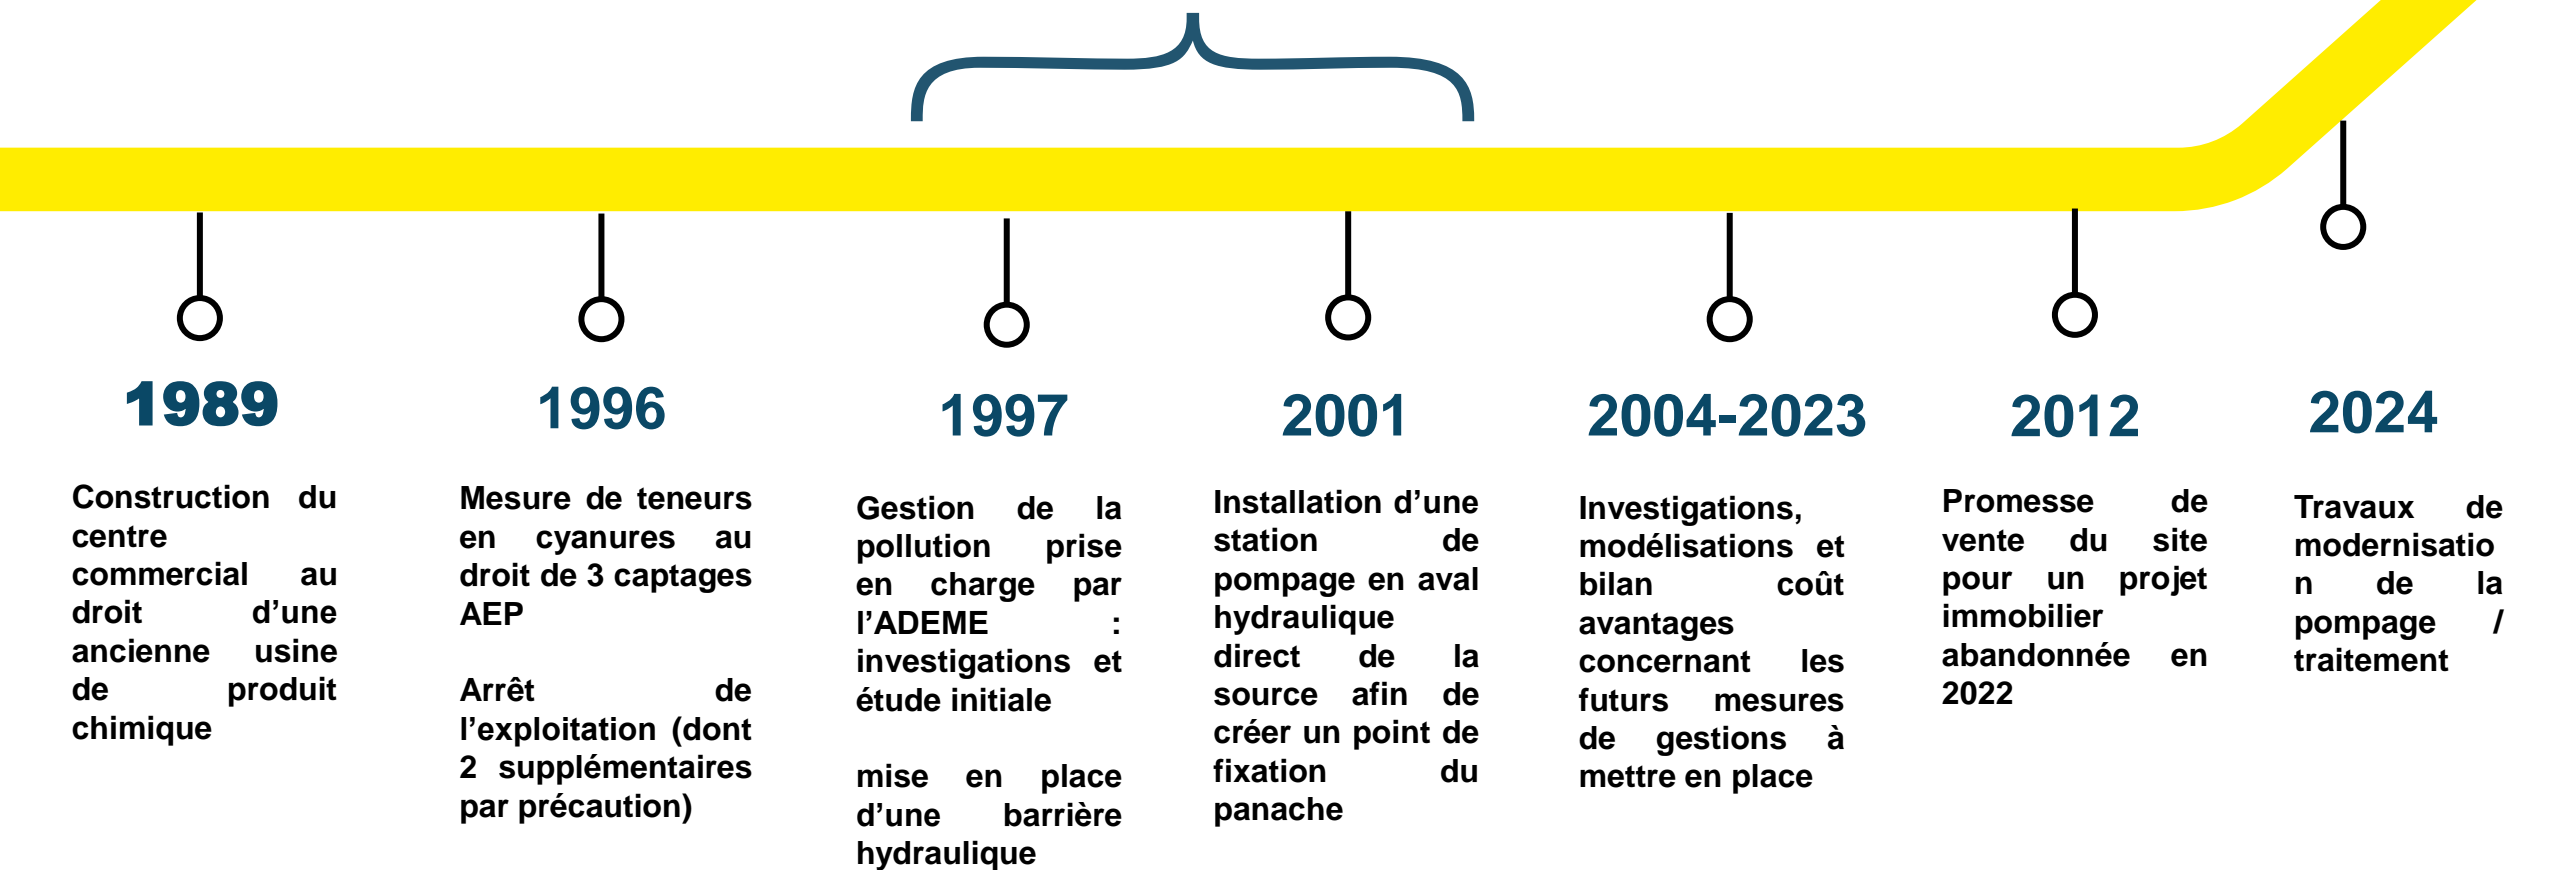 1989
Construction du
centre
commercial au
droit d’une
ancienne usine
de produit
chimique
1996
Mesure de teneurs
en cyanures au
droit de 3 captages
AEP
Arrêt de
l’exploitation (dont
2 supplémentaires
par précaution)
1997
Gestion de la
pollution prise
en charge par
l’ADEME :
investigations et
étude initiale
mise en place
d’une barrière
hydraulique
2001
Installation d’une
station de
pompage en aval
hydraulique
direct de la
source afin de
créer un point de
fixation du
panache
2004-2023
Investigations,
modélisations et
bilan coût
avantages
concernant les
futurs mesures
de gestions à
mettre en place
2012
Promesse de
vente du site
pour un projet
immobilier
abandonnée en
2022
2024
Travaux de
modernisatio
n de la
pompage /
traitement